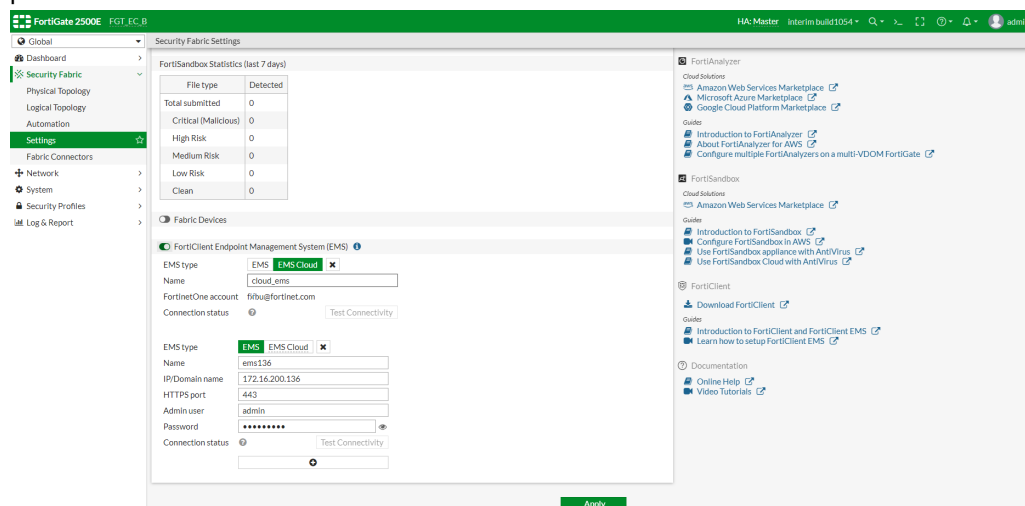 FortiGate 2500E FGT_EC_B
HA: Master Interim build1054
Global
Dashboard
Security Fabric
Physical Topology
Logical Topology
Automation
Settings
Fabric Connectors
Network
System
Security Profiles
Log & Report
Security Fabric Settings
FortiSandbox Statistics (last 7 days)
File type Detected
Total submitted 0
Critical (Malicious) 0
High Risk 0
Medium Risk 0
Low Risk 0
Clean 0
Fabric Devices
FortiClient Endpoint Management System (EMS)
EMS type EMS EMS Cloud
Name cloud_ems
FortinetOne account
Connection status Test Connectivity
EMS type EMS EMS Cloud
Name ems136
IP/Domain name 172.16.200.136
HTTPS port 443
Admin user admin
Password •••••••••
Connection status Test Connectivity
Apply
FortiAnalyzer
Cloud Solutions
Amazon Web Services Marketplace
Microsoft Azure Marketplace
Google Cloud Platform Marketplace
Guides
Introduction to FortiAnalyzer
About FortiAnalyzer for AWS
Configure multiple FortiAnalyzers on a multi-VDOM FortiGate
FortiSandbox
Cloud Solutions
Amazon Web Services Marketplace
Guides
Introduction to FortiSandbox
Configure FortiSandbox in AWS
Use FortiSandbox appliance with AntiVirus
Use FortiSandbox Cloud with AntiVirus
FortiClient
Download FortiClient
Guides
Introduction to FortiClient and FortiClient EMS
Learn how to setup FortiClient EMS
Documentation
Online Help
Video Tutorials